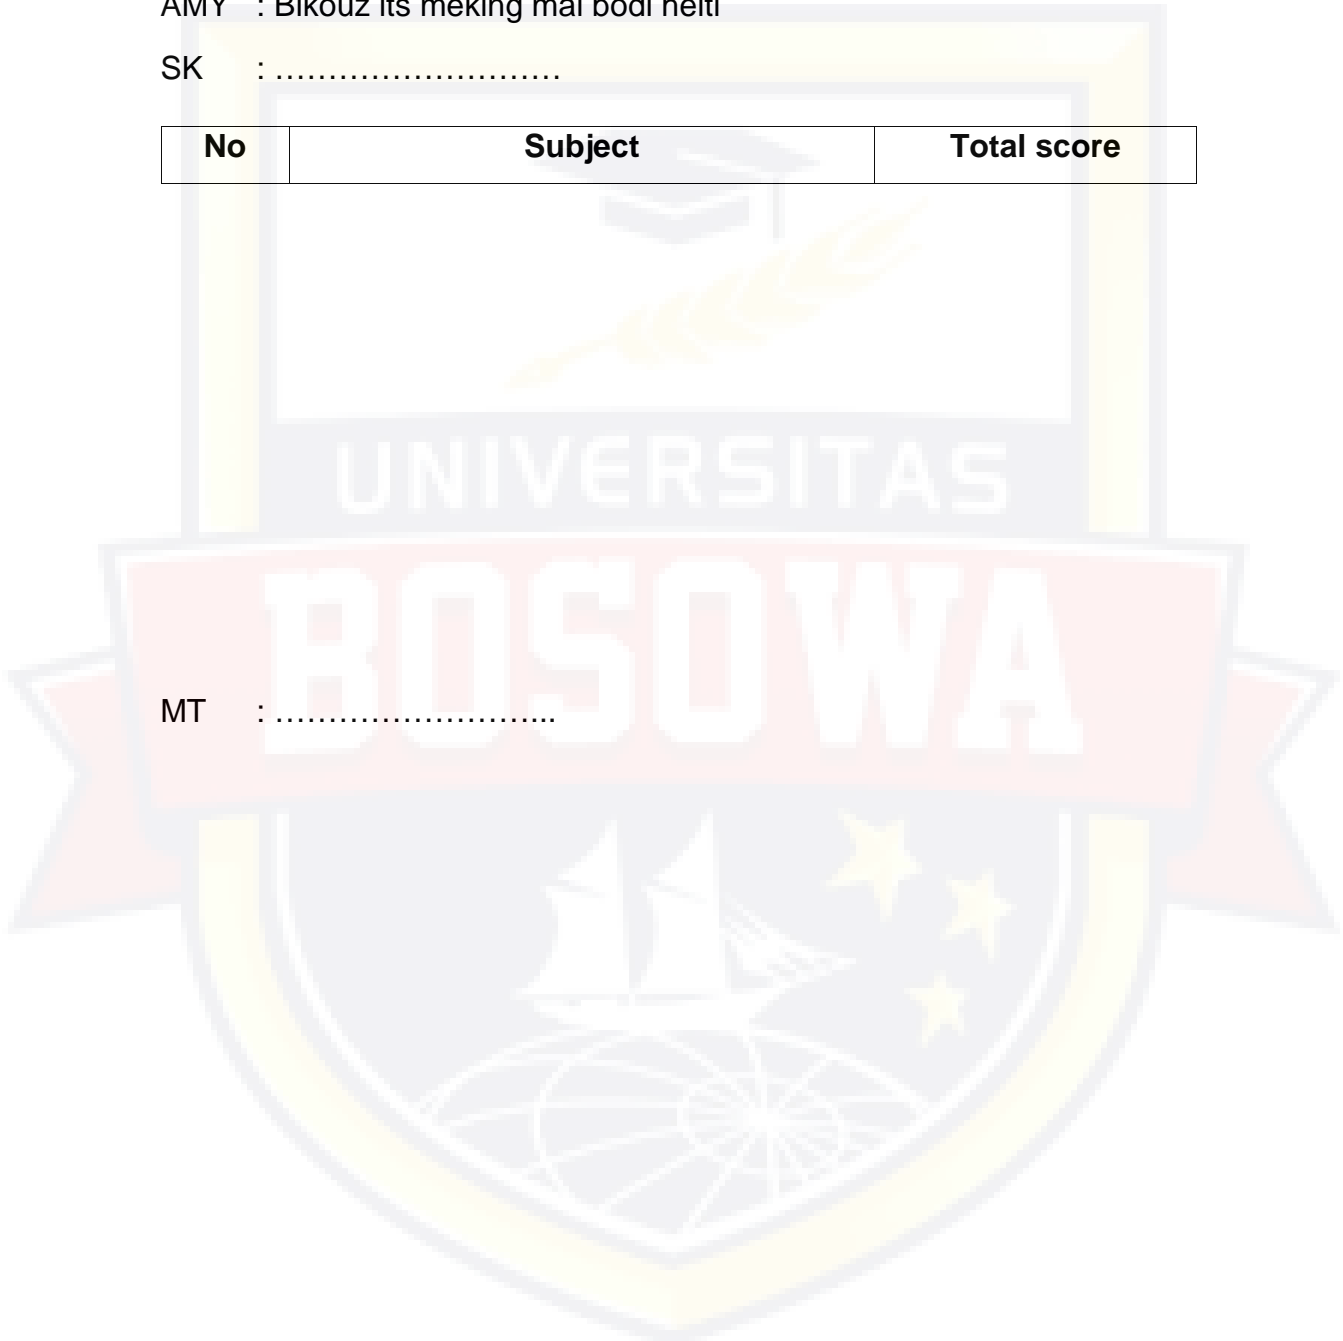 AMY : Bikouz its meking mai bodi helti
SK : ………………………
No Subject Total score
UNIVERSITAS
BOSOWA
MT : ……………………...